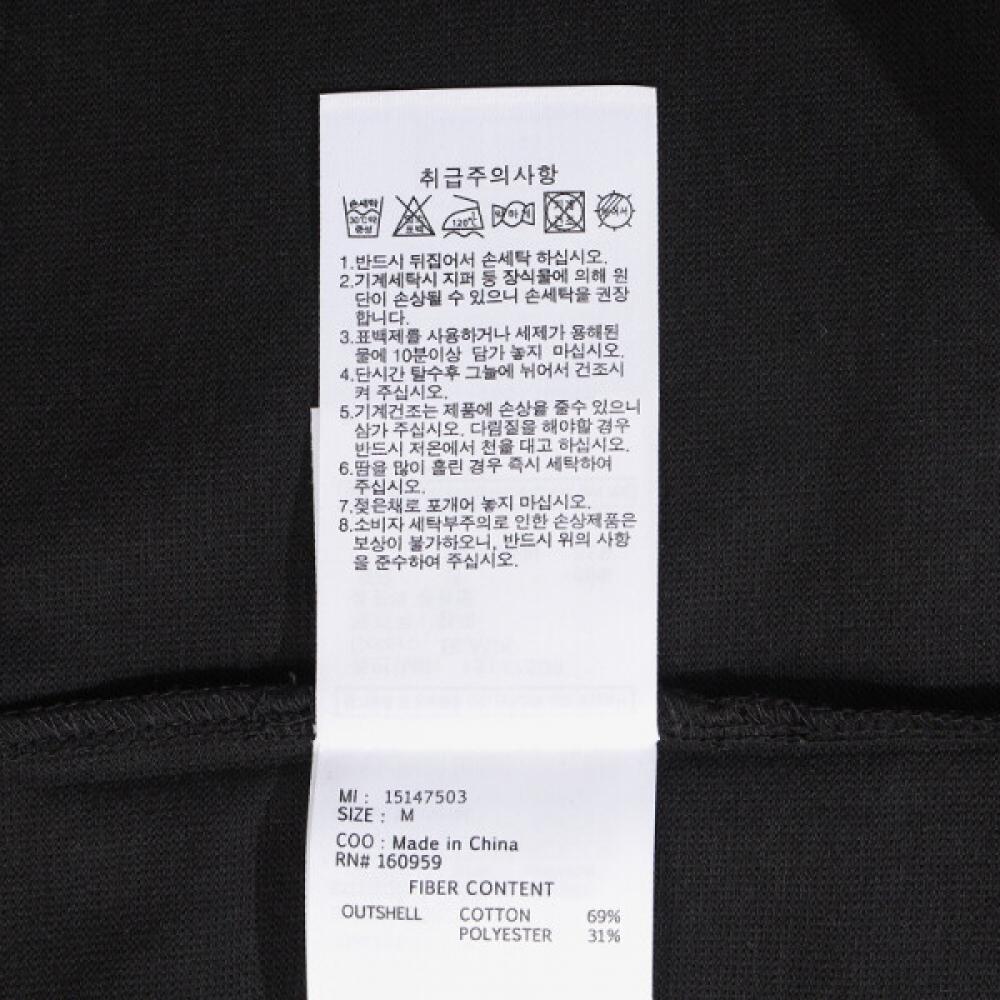 취급주의사항
손세탁
30℃약
중성
120℃
약하게
1.반드시 뒤집어서 손세탁 하십시오.
2.기계세탁시 지퍼 등 장식물에 의해 원
단이 손상될 수 있으니 손세탁을 권장
합니다.
3.표백제를 사용하거나 세제가 용해된
물에 10분이상 담가 놓지 마십시오.
4.단시간 탈수후 그늘에 뉘어서 건조시
켜 주십시오.
5.기계건조는 제품에 손상을 줄수 있으니
삼가 주십시오. 다림질을 해야할 경우
반드시 저온에서 천을 대고 하십시오.
6.땀을 많이 흘린 경우 즉시 세탁하여
주십시오.
7.젖은채로 포개어 놓지 마십시오.
8.소비자 세탁부주의로 인한 손상제품은
보상이 불가하오니, 반드시 위의 사항
을 준수하여 주십시오.
MI : 15147503
SIZE : M
COO : Made in China
RN# 160959
FIBER CONTENT
OUTSHELL COTTON 69%
POLYESTER 31%